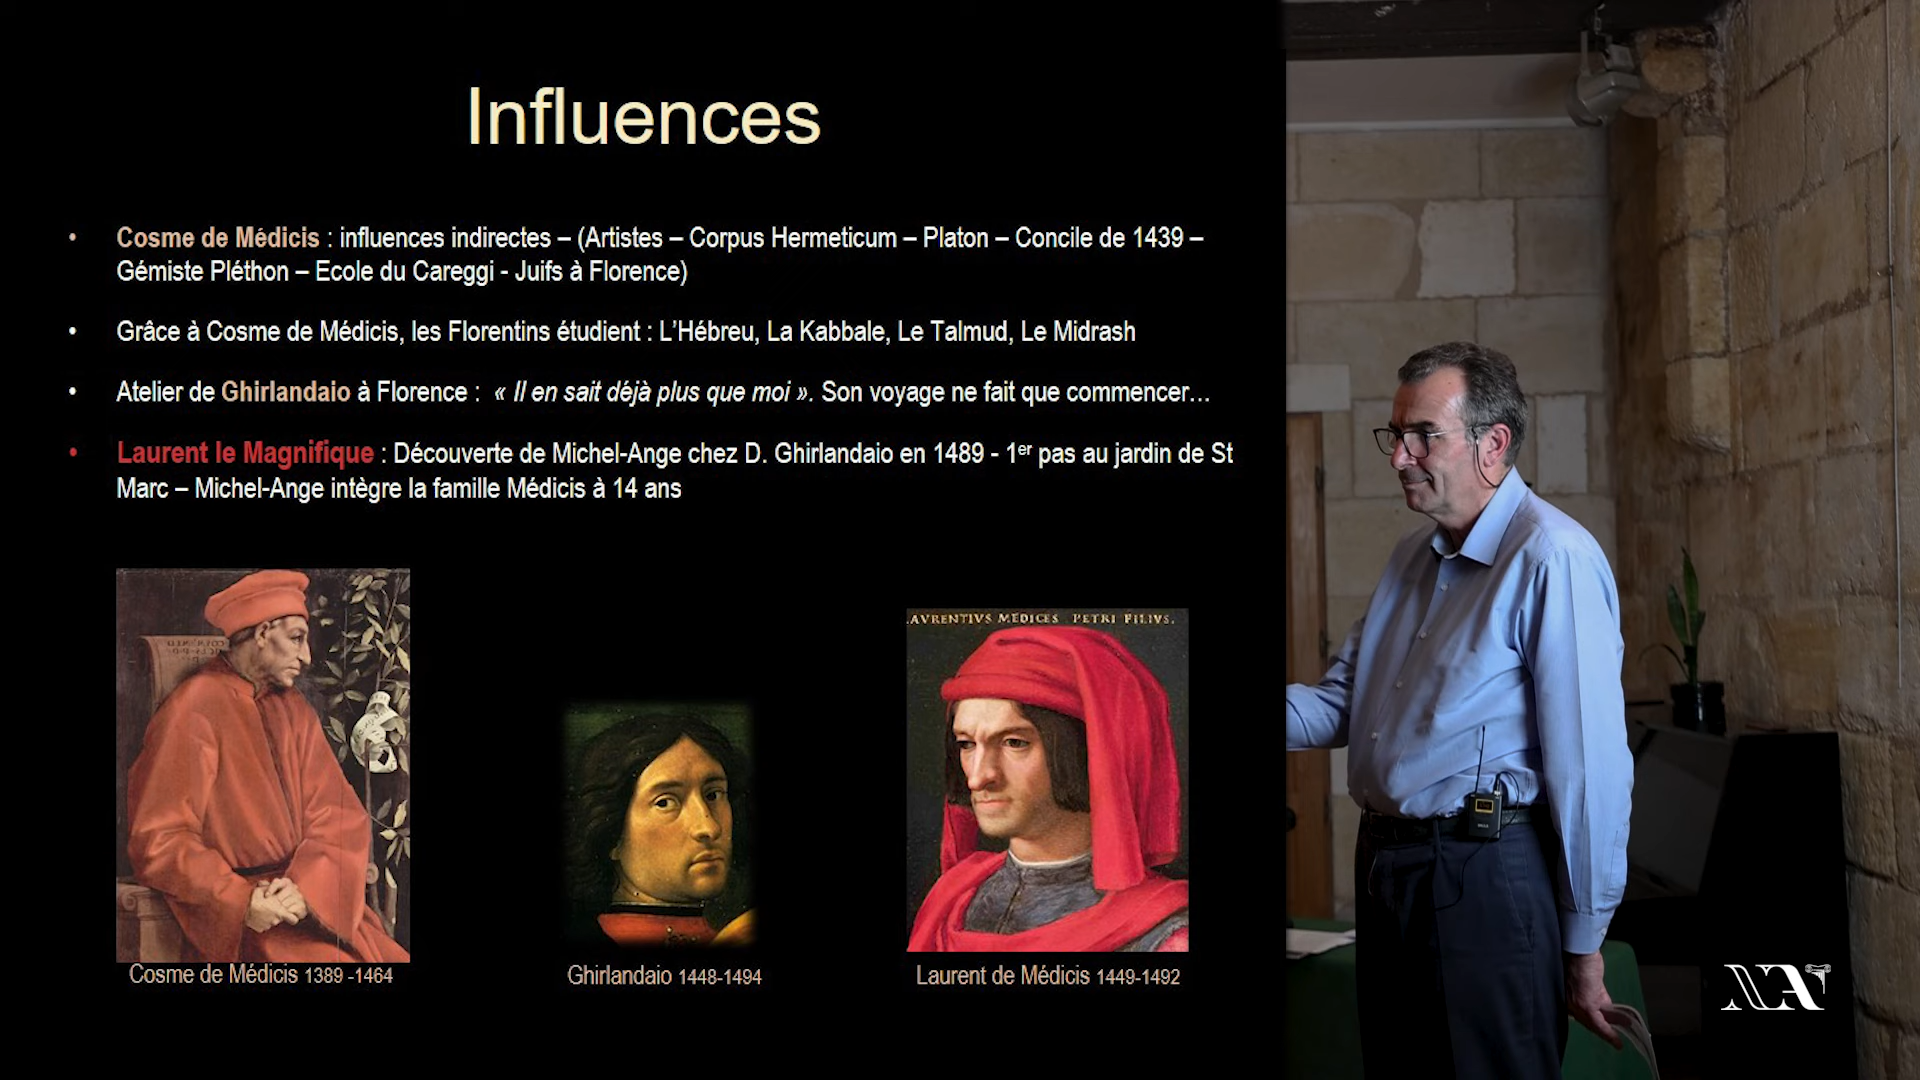 Influences
• Cosme de Médicis : influences indirectes – (Artistes – Corpus Hermeticum – Platon – Concile de 1439 –
Gémiste Pléthon – Ecole du Careggi - Juifs à Florence)
• Grâce à Cosme de Médicis, les Florentins étudient : L’Hébreu, La Kabbale, Le Talmud, Le Midrash
• Atelier de Ghirlandaio à Florence : « Il en sait déjà plus que moi ». Son voyage ne fait que commencer…
• Laurent le Magnifique : Découverte de Michel-Ange chez D. Ghirlandaio en 1489 - 1er pas au jardin de St
Marc – Michel-Ange intègre la famille Médicis à 14 ans
AVRENTIVS MEDICES PETRI FILIVS.
Cosme de Médicis 1389 -1464
Ghirlandaio 1448-1494
Laurent de Médicis 1449-1492